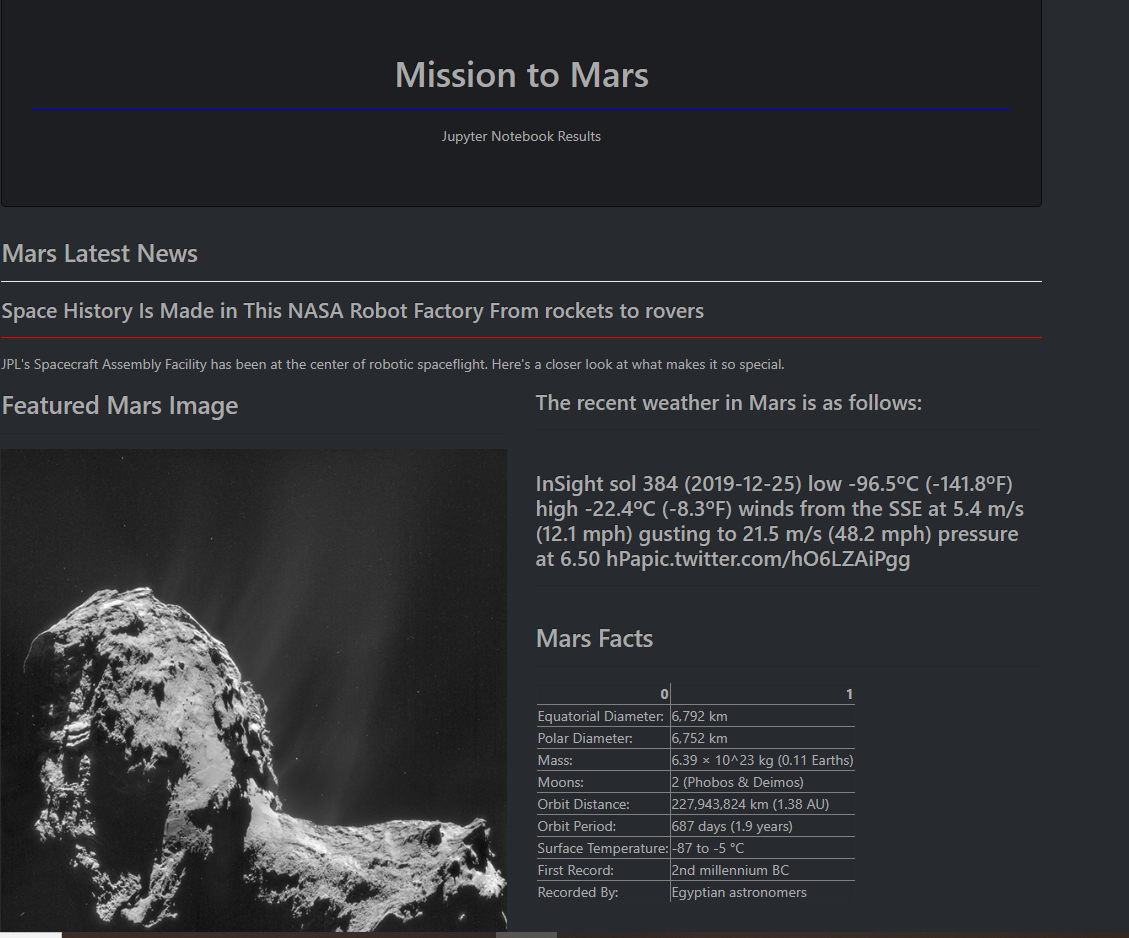 Mission to Mars
Jupyter Notebook Results
Mars Latest News
Space History Is Made in This NASA Robot Factory From rockets to rovers
JPL's Spacecraft Assembly Facility has been at the center of robotic spaceflight. Here's a closer look at what makes it so special.
Featured Mars Image
The recent weather in Mars is as follows:
InSight sol 384 (2019-12-25) low -96.5ºC (-141.8ºF)
high -22.4ºC (-8.3ºF) winds from the SSE at 5.4 m/s
(12.1 mph) gusting to 21.5 m/s (48.2 mph) pressure
at 6.50 hPapic.twitter.com/hO6LZAiPgg
Mars Facts
0 1
Equatorial Diameter: 6,792 km
Polar Diameter: 6,752 km
Mass: 6.39 × 10^23 kg (0.11 Earths)
Moons: 2 (Phobos & Deimos)
Orbit Distance: 227,943,824 km (1.38 AU)
Orbit Period: 687 days (1.9 years)
Surface Temperature: -87 to -5 °C
First Record: 2nd millennium BC
Recorded By: Egyptian astronomers